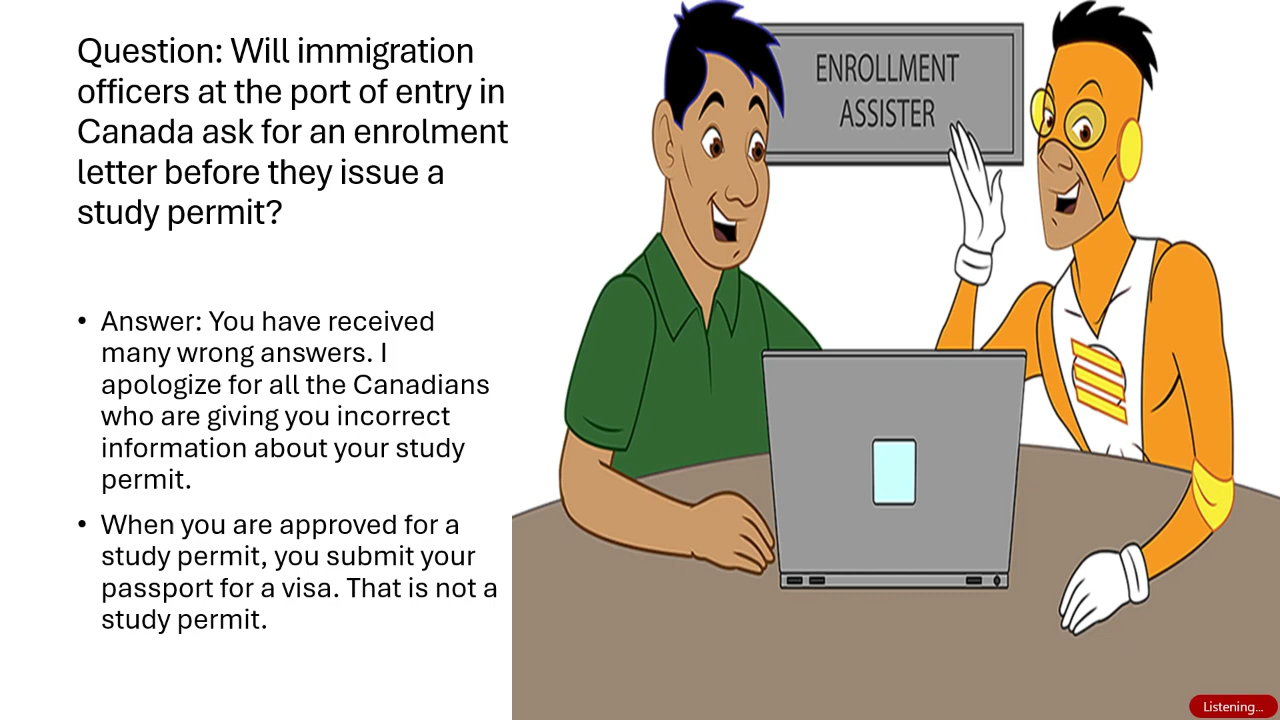 Question: Will immigration
officers at the port of entry in
Canada ask for an enrolment
letter before they issue a
study permit?
• Answer: You have received
many wrong answers. I
apologize for all the Canadians
who are giving you incorrect
information about your study
permit.
• When you are approved for a
study permit, you submit your
passport for a visa. That is not a
study permit.
ENROLLMENT
ASSISTER
Listening...